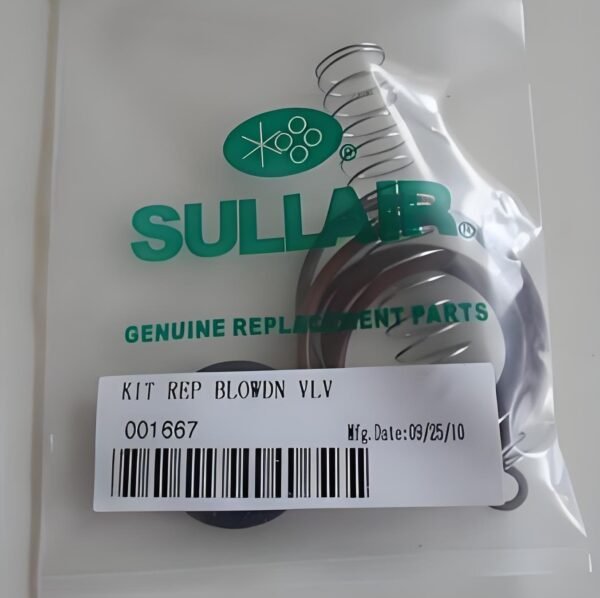 SULLAIR®
GENUINE REPLACEMENT PARTS
KIT REP BLOWDN VLV
001667 Mfg.Date:09/25/10